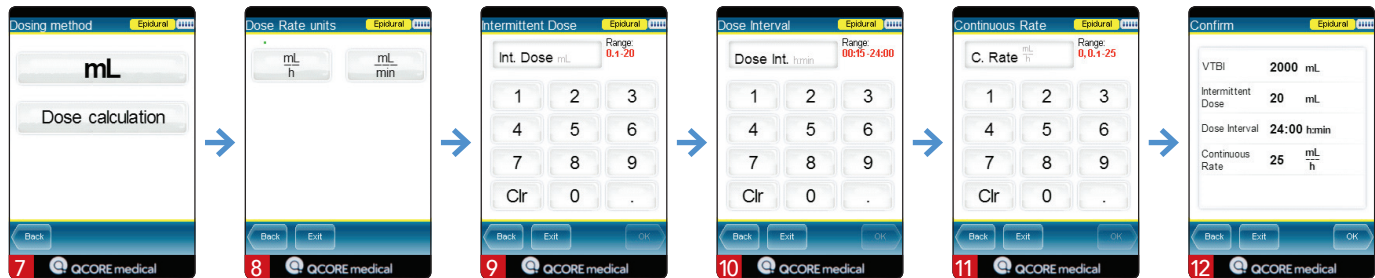 Dosing method Epidural
mL
Dose calculation
Back
7 QCORE medical
Dose Rate units Epidural
mL/h mL/min
Back Exit
8 QCORE medical
Intermittent Dose Epidural
Int. Dose mL Range: 0.1-20
1 2 3
4 5 6
7 8 9
Clr 0 .
Back Exit OK
9 QCORE medical
Dose Interval Epidural
Dose Int. h:min Range: 00:15-24:00
1 2 3
4 5 6
7 8 9
Clr 0 .
Back Exit OK
10 QCORE medical
Continuous Rate Epidural
C. Rate mL/h Range: 0, 0.1-25
1 2 3
4 5 6
7 8 9
Clr 0 .
Back Exit OK
11 QCORE medical
Confirm Epidural
VTBI 2000 mL
Intermittent Dose 20 mL
Dose Interval 24:00 h:min
Continuous Rate 25 mL/h
Back Exit OK
12 QCORE medical